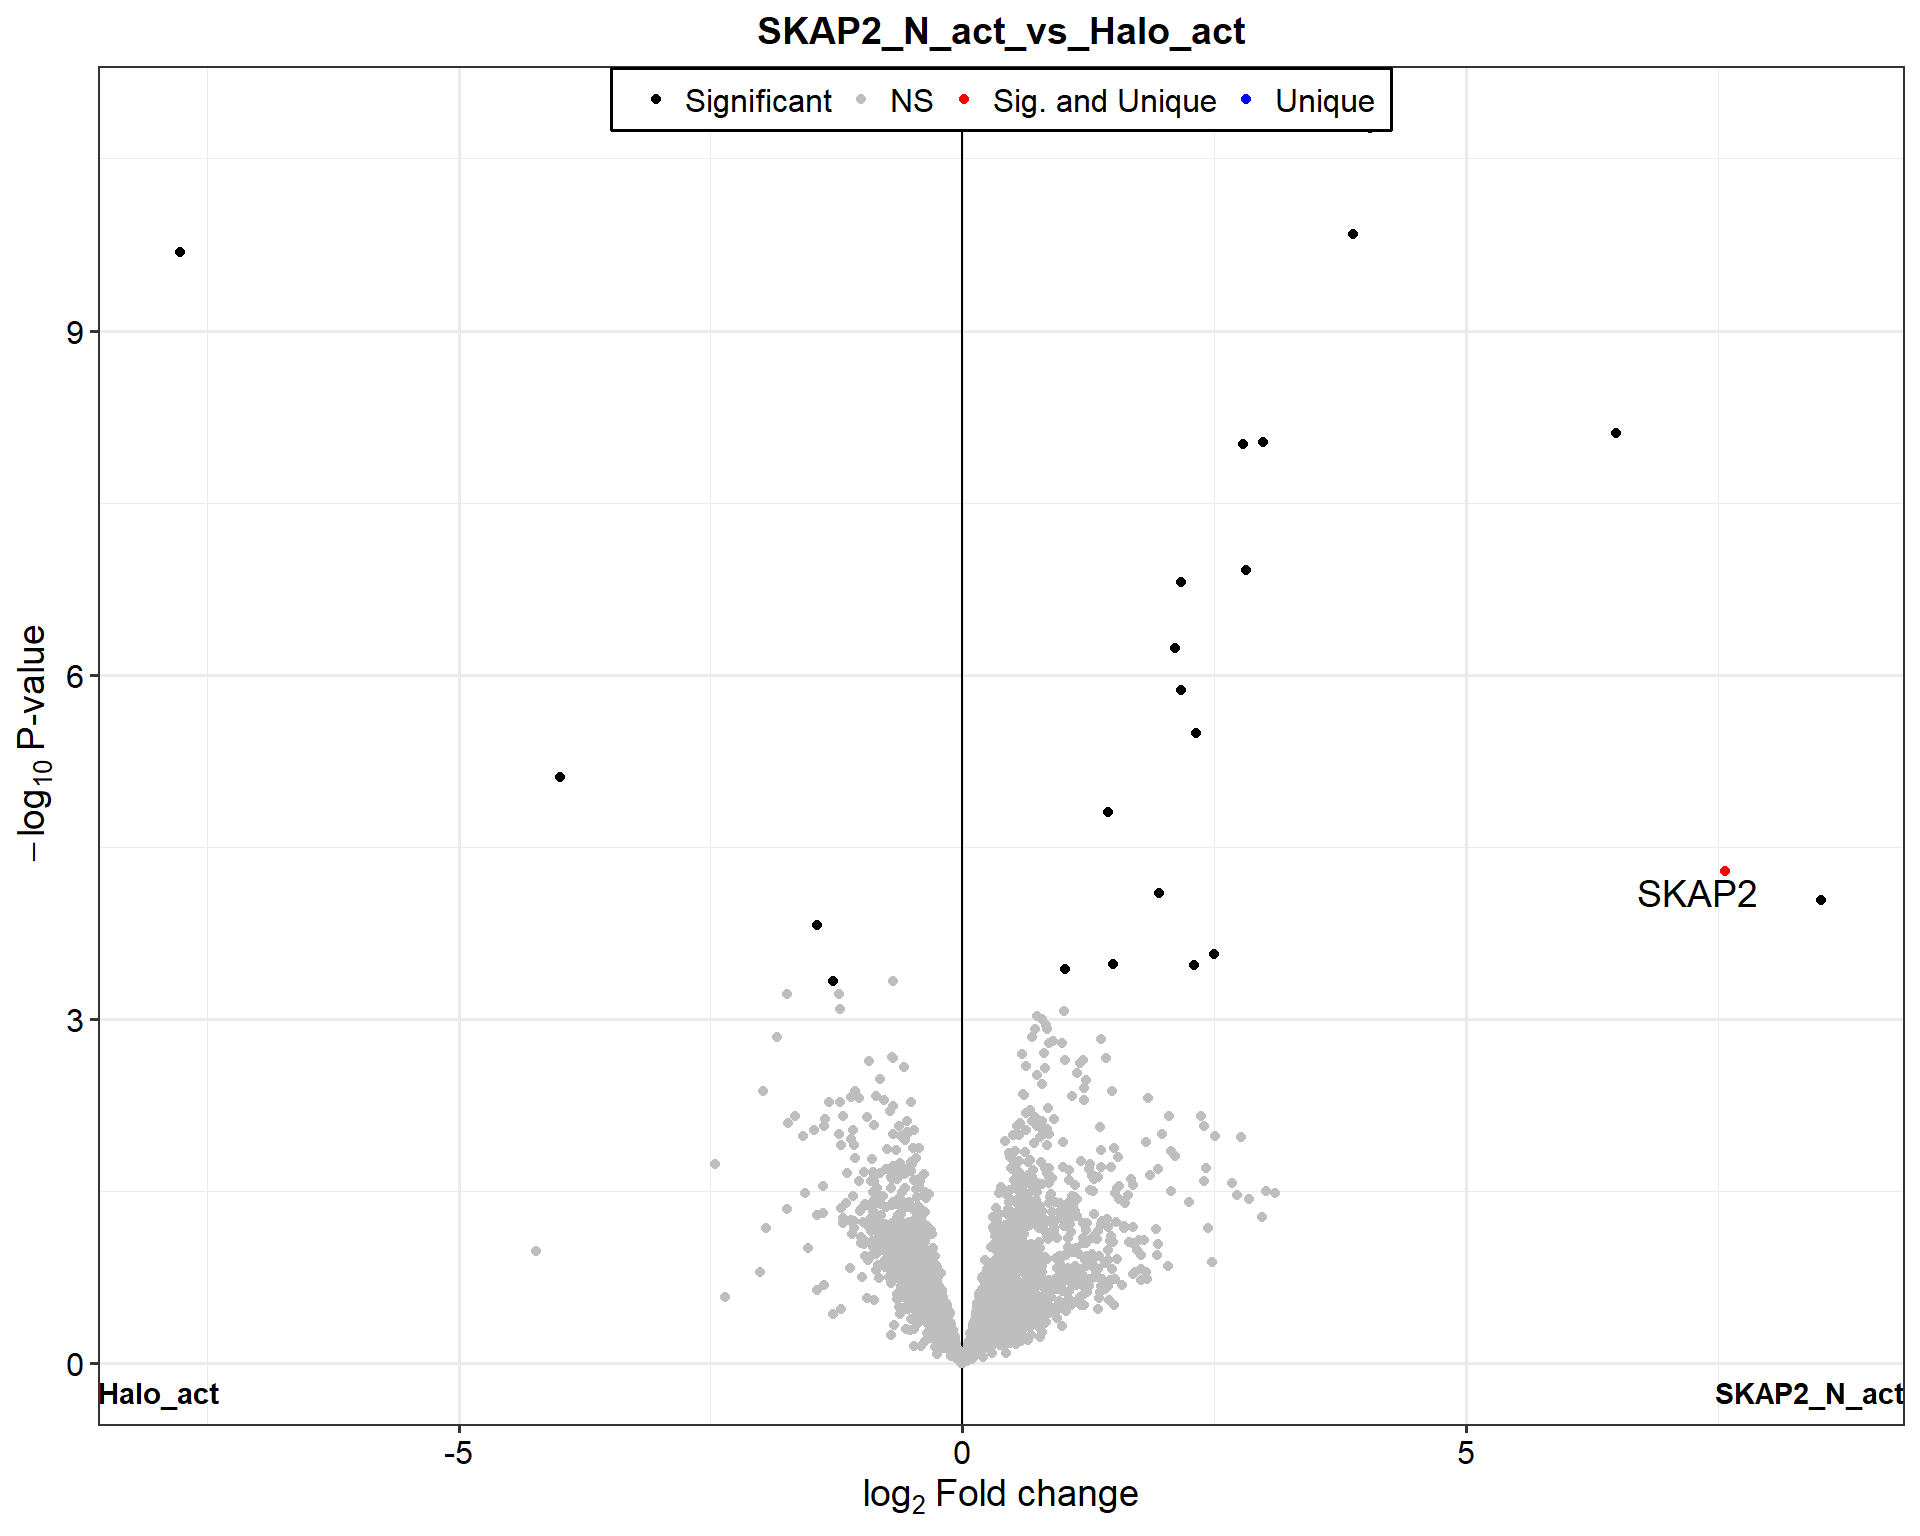 SKAP2_N_act_vs_Halo_act
Significant NS Sig. and Unique Unique
9
6
3
0
−log10 P-value
SKAP2
Halo_act SKAP2_N_act
-5 0 5
log2 Fold change